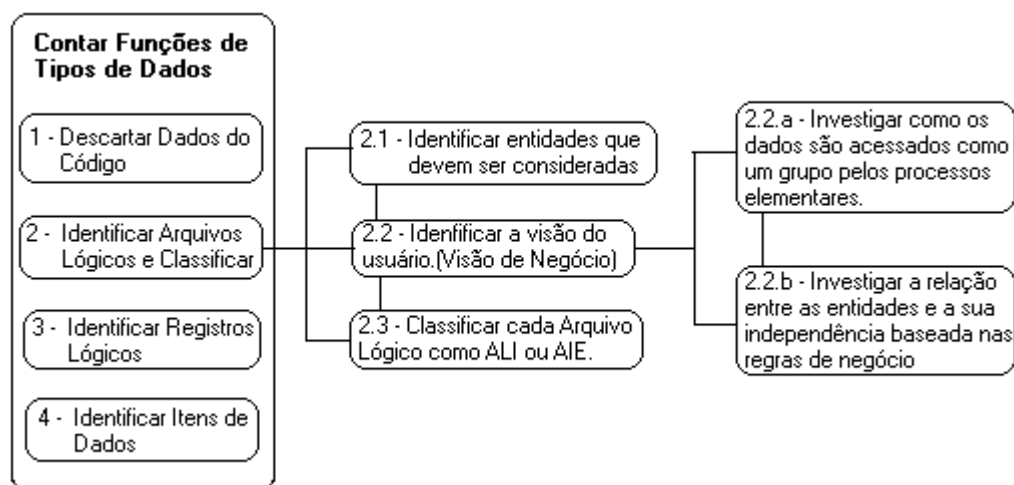 Contar Funções de
Tipos de Dados
1 - Descartar Dados do
Código
2 - Identificar Arquivos
Lógicos e Classificar
3 - Identificar Registros
Lógicos
4 - Identificar Itens de
Dados
2.1 - Identificar entidades que
devem ser consideradas
2.2 - Idenfificar a visão do
usuário.(Visão de Negócio)
2.3 - Classificar cada Arquivo
Lógico como ALI ou AIE.
2.2.a - Investigar como os
dados são acessados como
um grupo pelos processos
elementares.
2.2.b - Investigar a relação
entre as entidades e a sua
independência baseada nas
regras de negócio